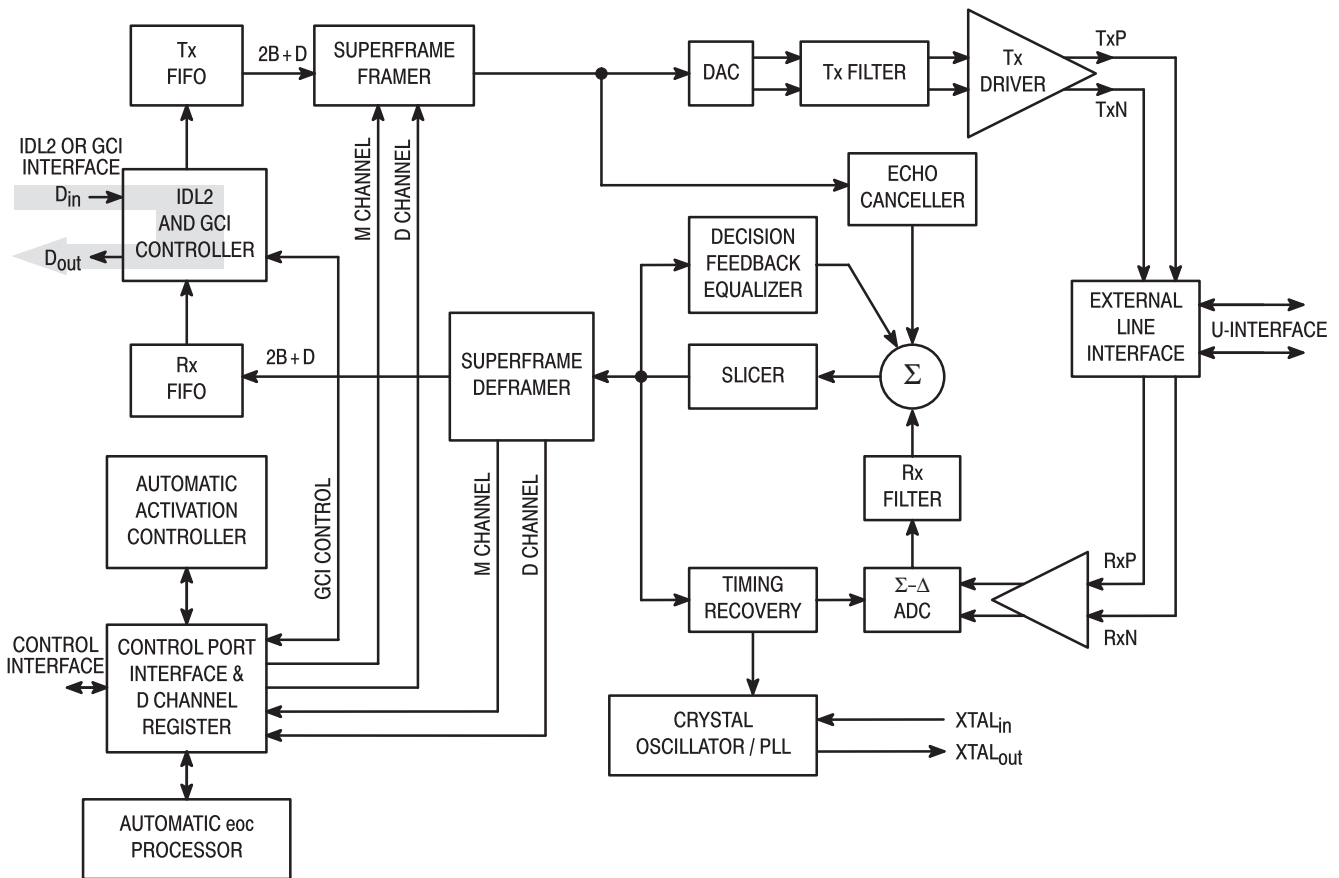 Tx
FIFO
2B+D
SUPERFRAME
FRAMER
DAC
Tx FILTER
Tx
DRIVER
TxP
TxN
IDL2 OR GCI
INTERFACE
Din
Dout
IDL2
AND GCI
CONTROLLER
M CHANNEL
D CHANNEL
ECHO
CANCELLER
DECISION
FEEDBACK
EQUALIZER
EXTERNAL
LINE
INTERFACE
U-INTERFACE
Rx
FIFO
2B+D
SUPERFRAME
DEFRAMER
SLICER
Σ
AUTOMATIC
ACTIVATION
CONTROLLER
GCI CONTROL
M CHANNEL
D CHANNEL
Rx
FILTER
TIMING
RECOVERY
Σ–Δ
ADC
RxP
RxN
CONTROL
INTERFACE
CONTROL PORT
INTERFACE &
D CHANNEL
REGISTER
CRYSTAL
OSCILLATOR / PLL
XTALin
XTALout
AUTOMATIC eoc
PROCESSOR